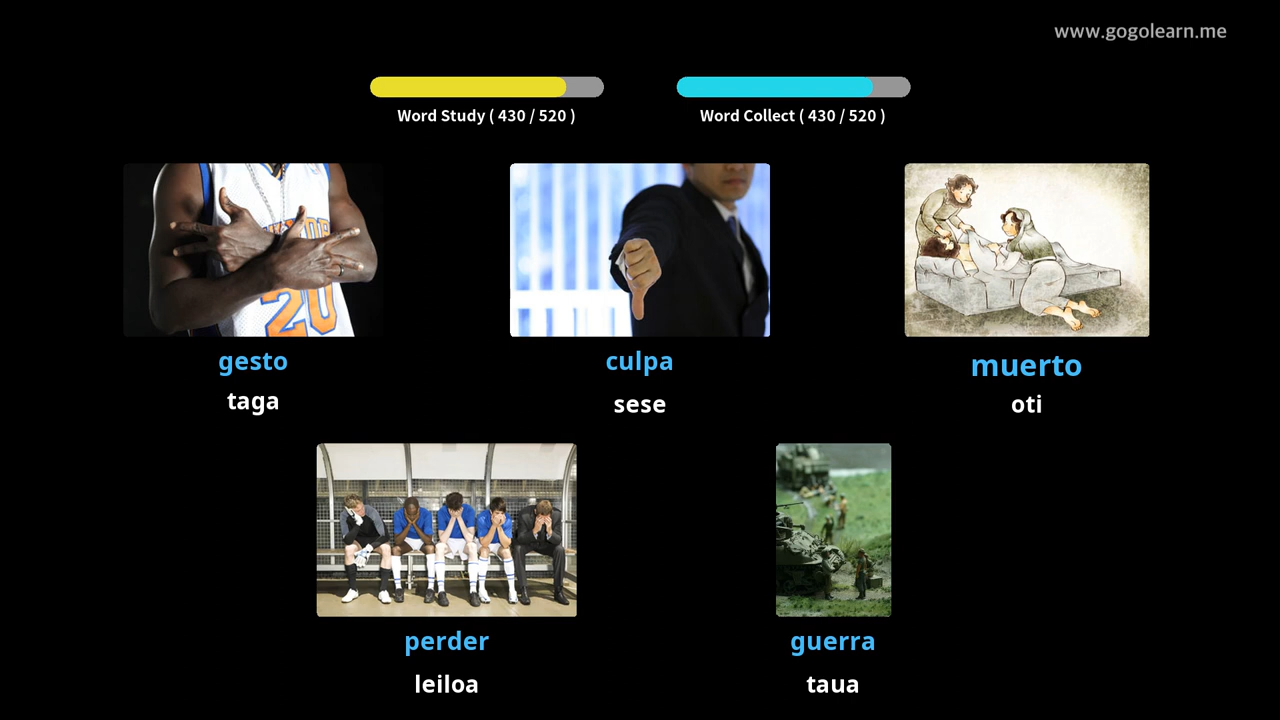 www.gogolearn.me
Word Study ( 430 / 520 )
Word Collect ( 430 / 520 )
20
gesto
culpa
muerto
taga
sese
oti
perder
guerra
leiloa
taua